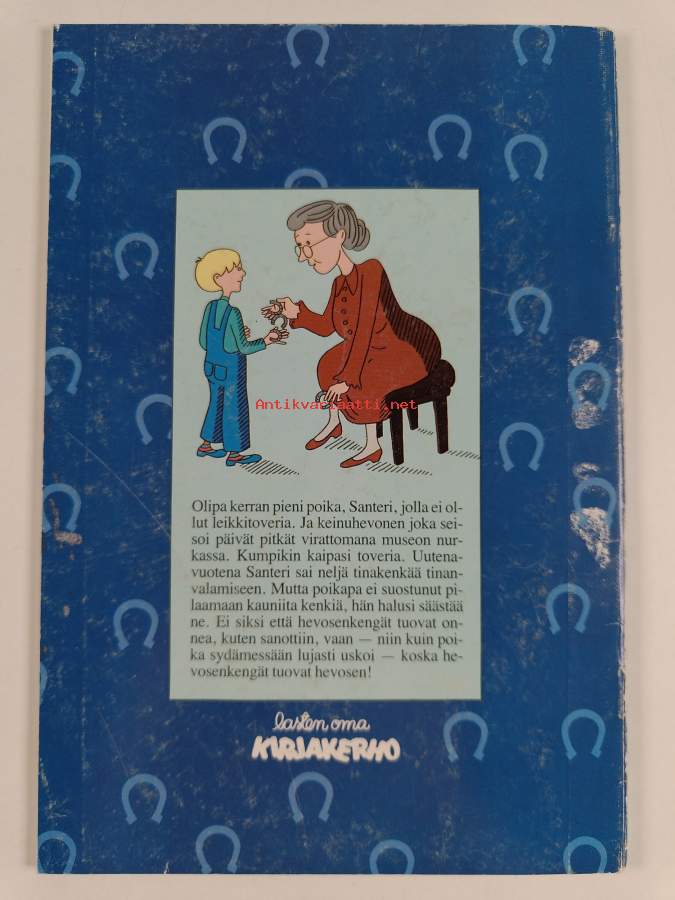 Antikvariaatti.net
Olipa kerran pieni poika, Santeri, jolla ei ol-
lut leikkitoveria. Ja keinuhevonen joka sei-
soi päivät pitkät virattomana museon nur-
kassa. Kumpikin kaipasi toveria. Uutena-
vuotena Santeri sai neljä tinakenkää tinan-
valamiseen. Mutta poikapa ei suostunut pi-
laamaan kauniita kenkiä, hän halusi säästää
ne. Ei siksi että hevosenkengät tuovat on-
nea, kuten sanottiin, vaan — niin kuin poi-
ka sydämessään lujasti uskoi — koska he-
vosenkengät tuovat hevosen!
lasten oma
KIRJAKERHO